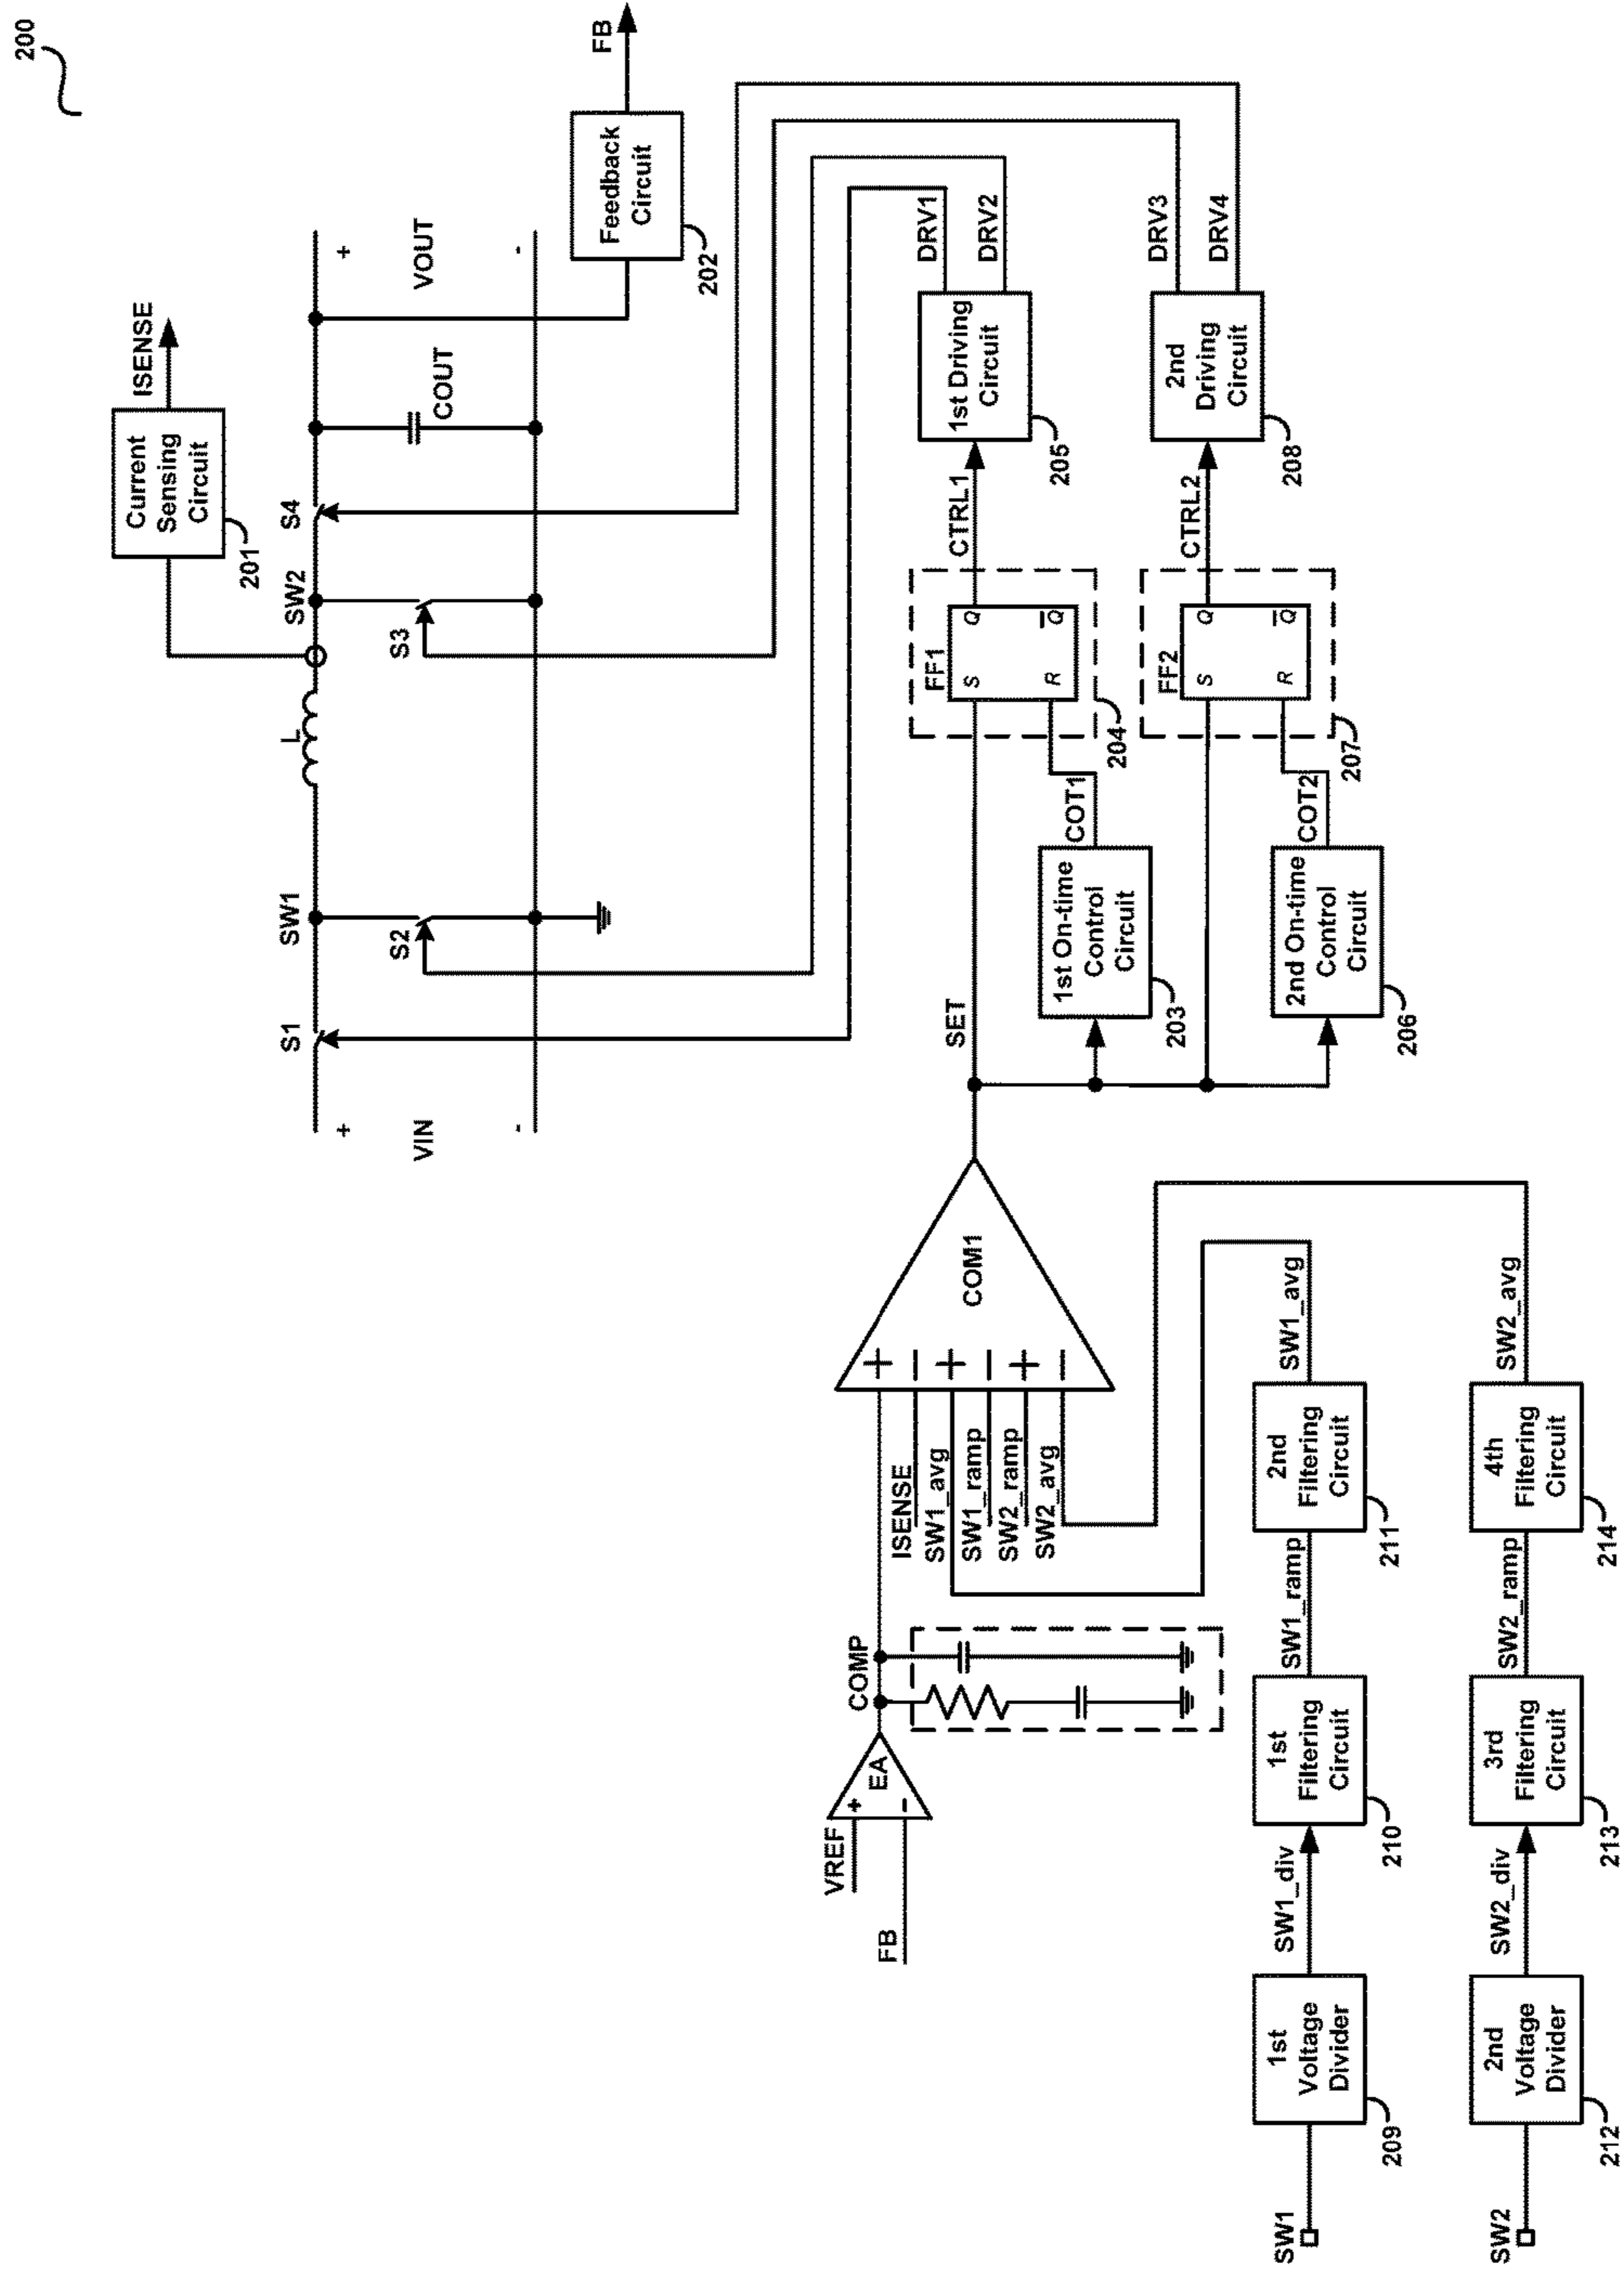 200
ISENSE
Current
Sensing
Circuit
201
FB
Feedback
Circuit
202
VIN
+
-
S1
SW1
S2
L
SW2
S3
S4
COUT
+
VOUT
-
VREF
FB
+
-
EA
COMP
ISENSE
SW1_avg
SW1_ramp
SW2_ramp
SW2_avg
+
-
+
-
+
-
COM1
SET
1st On-time
Control
Circuit
203
COT1
FF1
S
Q
R
Q
204
CTRL1
1st Driving
Circuit
205
DRV1
DRV2
2nd On-time
Control
Circuit
206
COT2
FF2
S
Q
R
Q
207
CTRL2
2nd
Driving
Circuit
208
DRV3
DRV4
SW1
1st
Voltage
Divider
209
SW1_div
1st
Filtering
Circuit
210
SW1_ramp
2nd
Filtering
Circuit
211
SW1_avg
SW2
2nd
Voltage
Divider
212
SW2_div
3rd
Filtering
Circuit
213
SW2_ramp
4th
Filtering
Circuit
214
SW2_avg